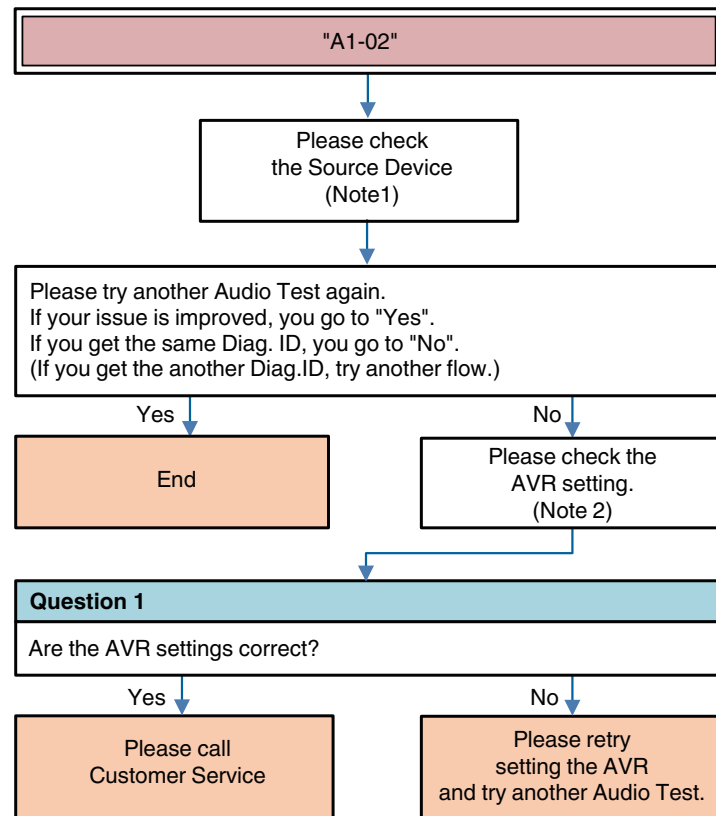 "A1-02"
Please check
the Source Device
(Note1)
Please try another Audio Test again.
If your issue is improved, you go to "Yes".
If you get the same Diag. ID, you go to "No".
(If you get the another Diag.ID, try another flow.)
Yes
No
End
Please check the
AVR setting.
(Note 2)
Question 1
Are the AVR settings correct?
Yes
No
Please call
Customer Service
Please retry
setting the AVR
and try another Audio Test.